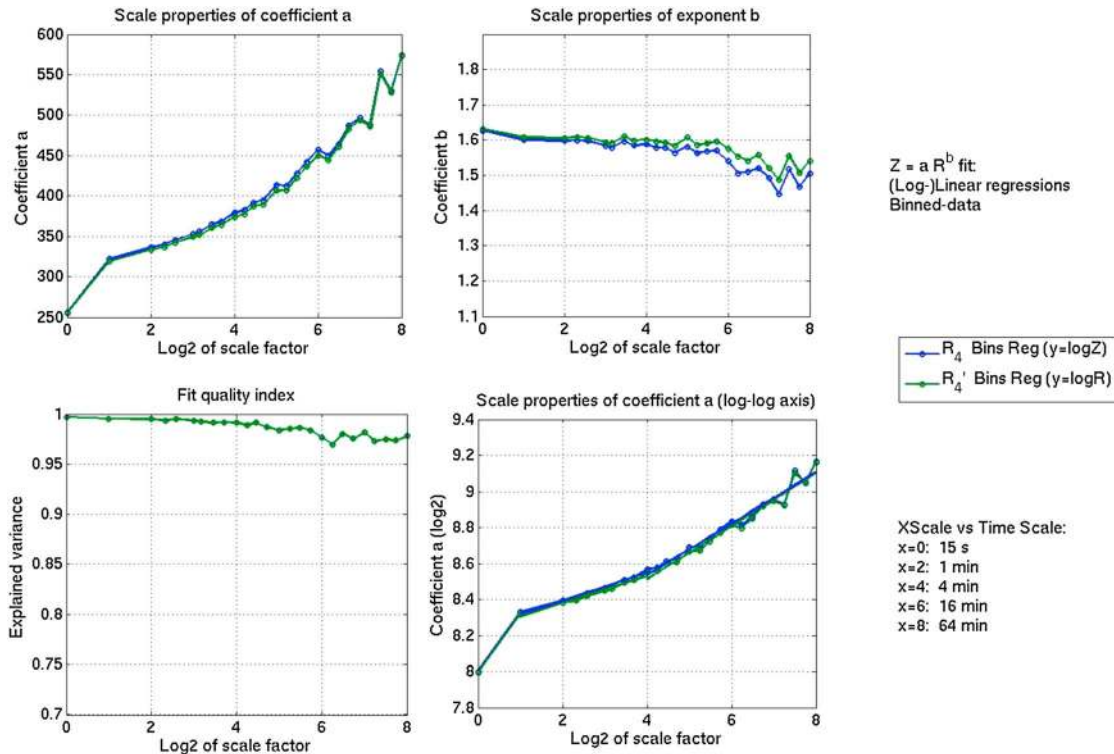 Scale properties of coefficient a
600
550
500
450
400
350
300
250
0
2
4
6
8
Coefficient a
Log2 of scale factor
Scale properties of exponent b
1.9
1.8
1.7
1.6
1.5
1.4
1.3
1.2
1.1
0
2
4
6
8
Coefficient b
Log2 of scale factor
Z = a R^b fit:
(Log-)Linear regressions
Binned-data
R_4 Bins Reg (y=logZ)
R_4' Bins Reg (y=logR)
Fit quality index
1
0.95
0.9
0.85
0.8
0.75
0.7
0
2
4
6
8
Explained variance
Log2 of scale factor
Scale properties of coefficient a (log-log axis)
9.4
9.2
9
8.8
8.6
8.4
8.2
8
7.8
0
2
4
6
8
Coefficient a (log2)
Log2 of scale factor
XScale vs Time Scale:
x=0: 15 s
x=2: 1 min
x=4: 4 min
x=6: 16 min
x=8: 64 min